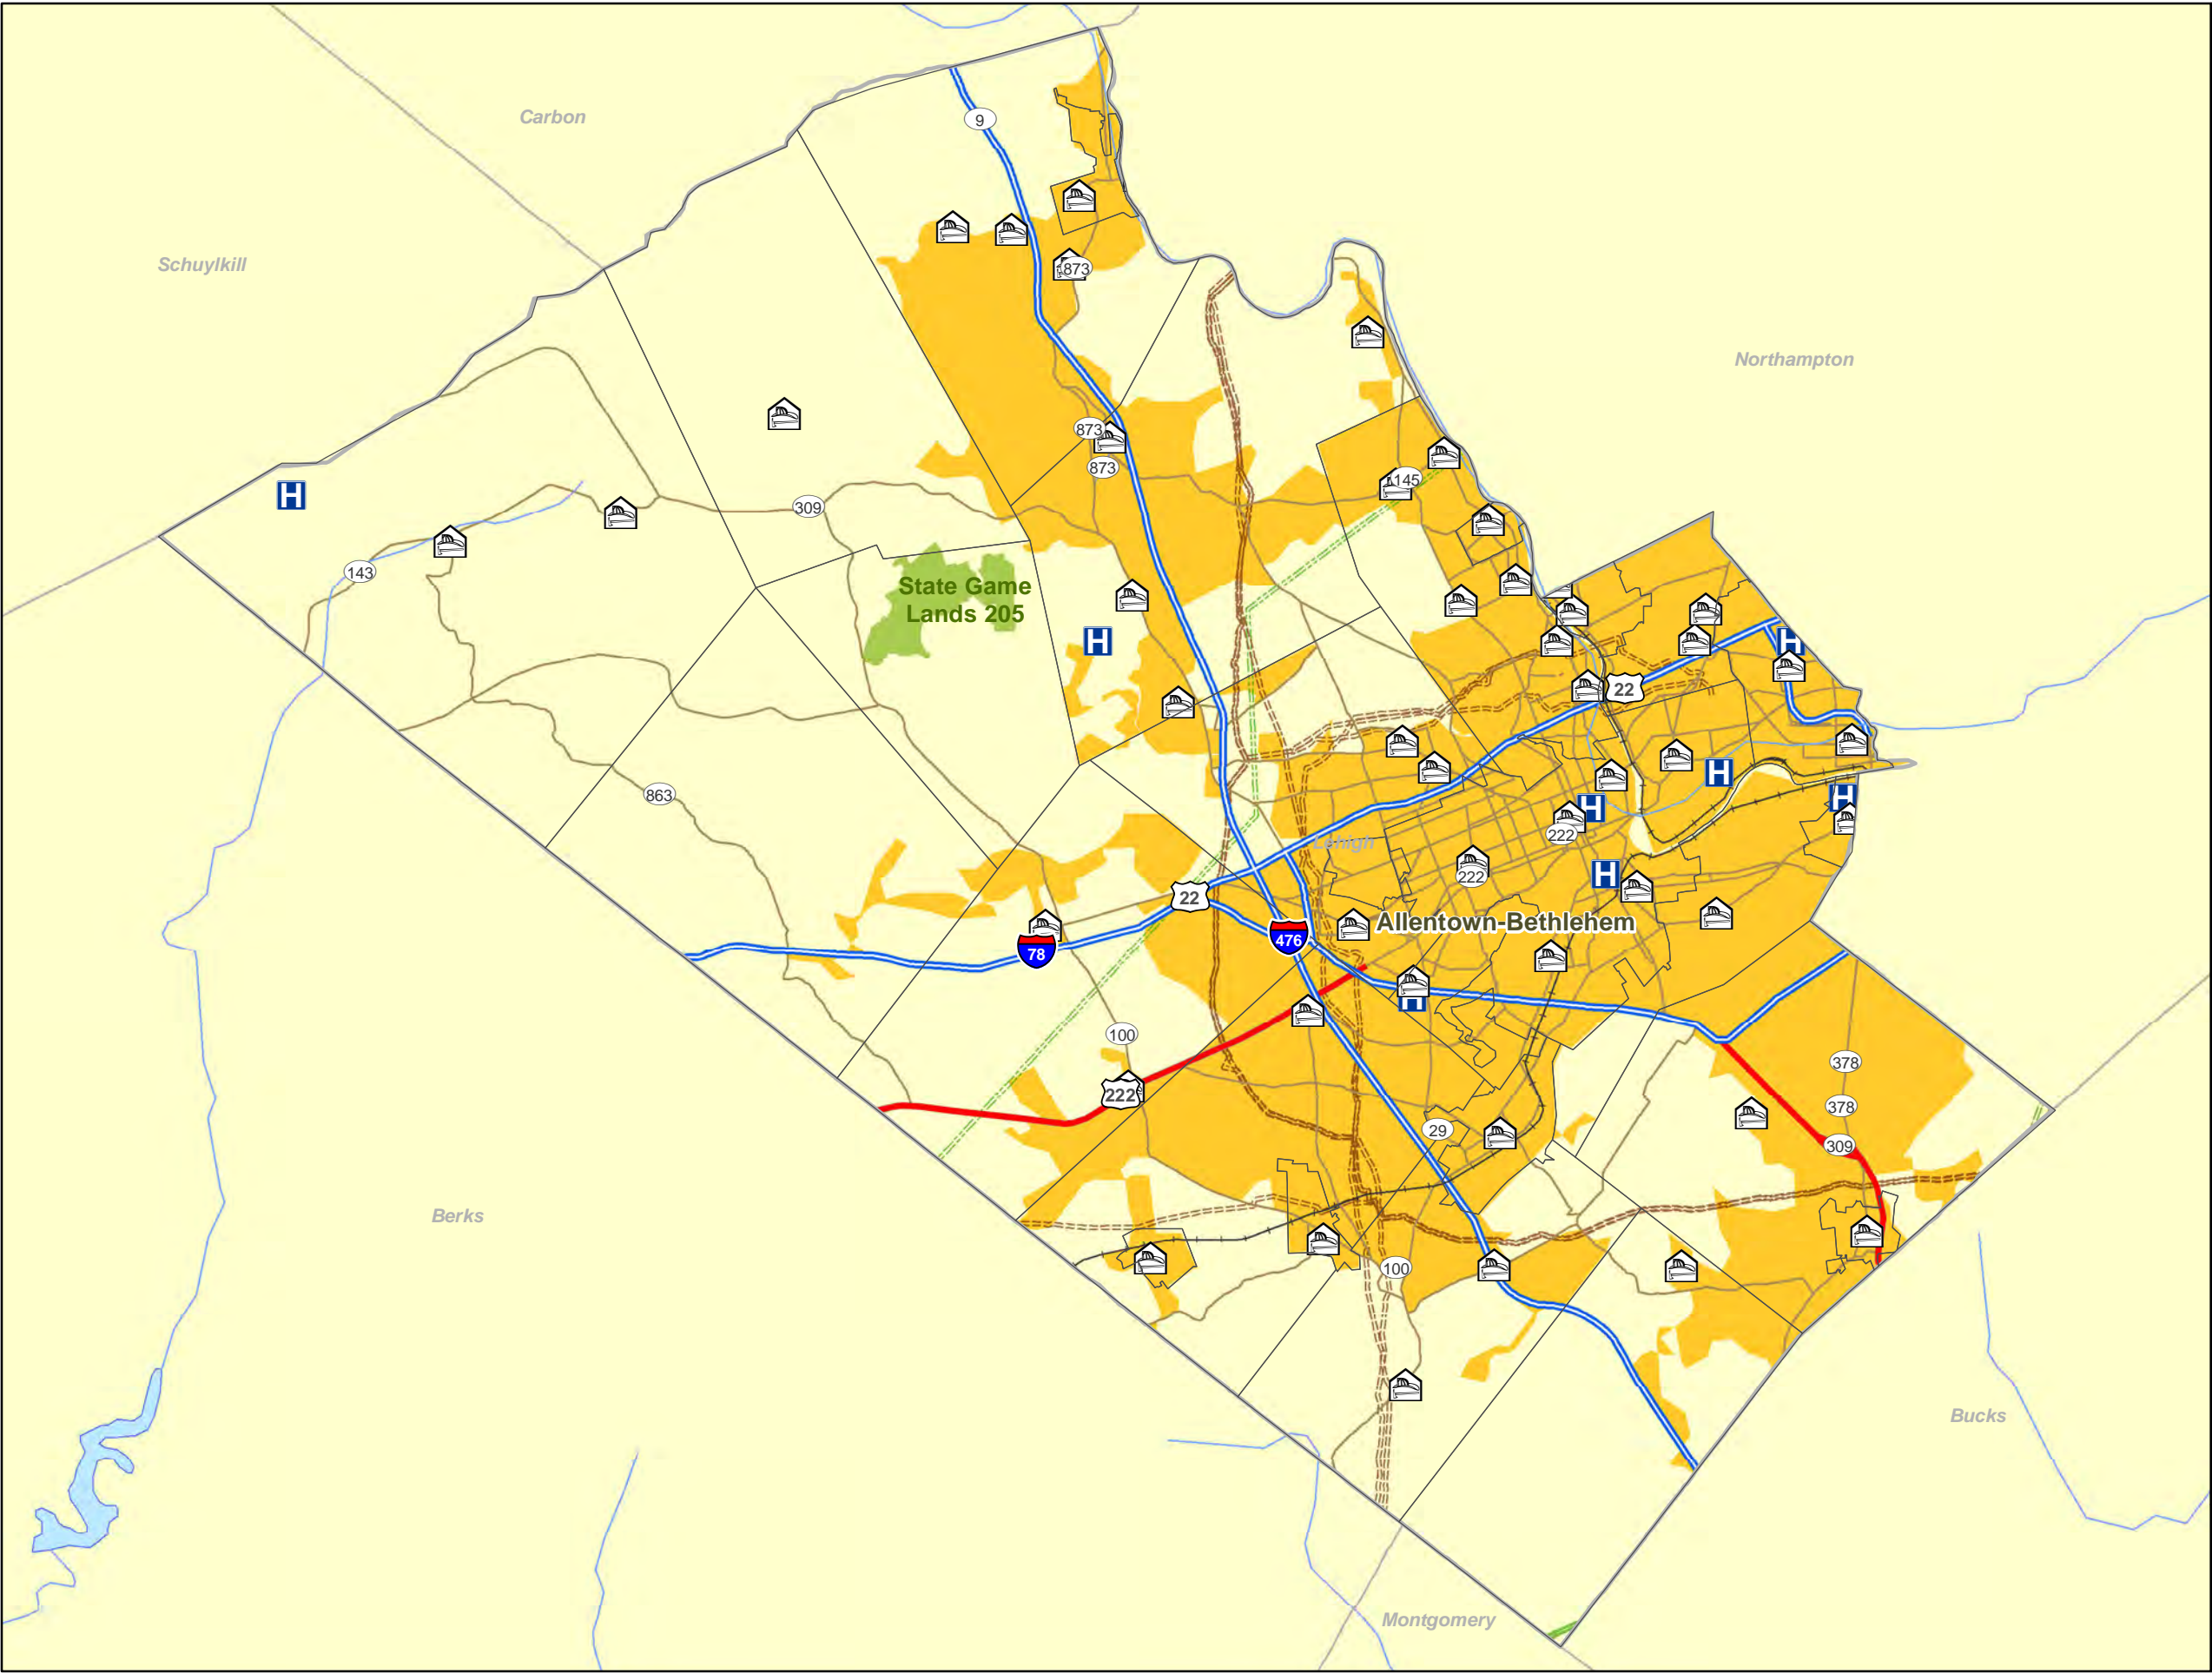 Carbon
9
Schuylkill
873
Northampton
873
873
145
H
309
143
State Game
Lands 205
H
H
22
863
H
H
H
222
Lehigh
222
H
22
Allentown-Bethlehem
476
78
H
100
378
222
378
29
309
Berks
100
Bucks
Montgomery